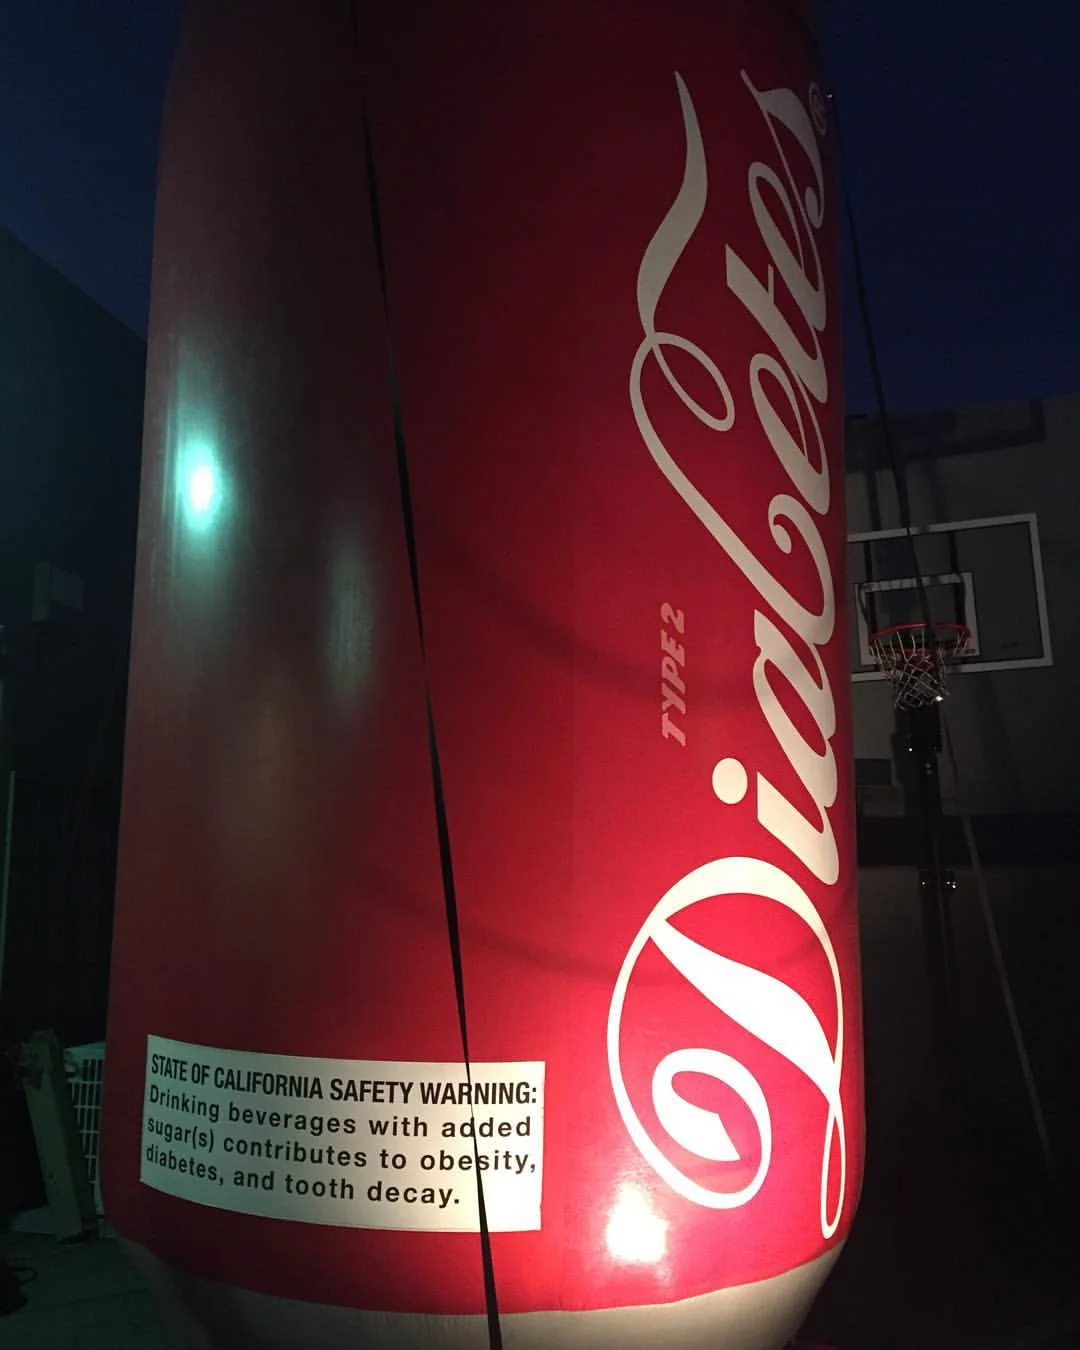 TYPE 2
Diabetes®
STATE OF CALIFORNIA SAFETY WARNING:
Drinking beverages with added
sugar(s) contributes to obesity,
diabetes, and tooth decay.